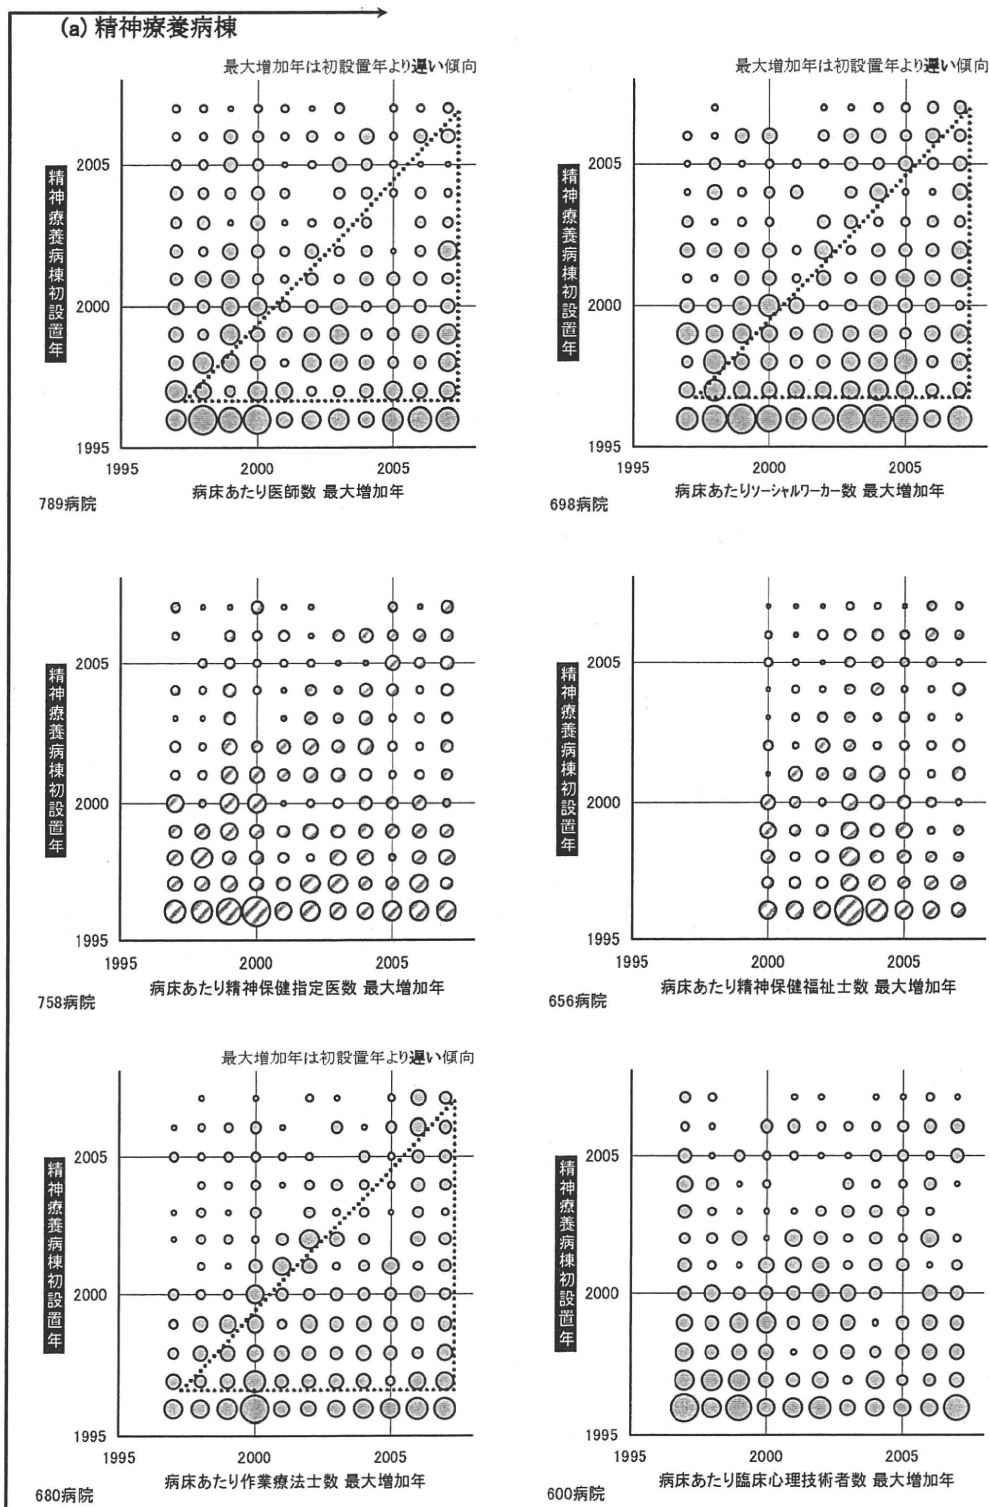 (a) 精神療養病棟
最大増加年は初設置年より遅い傾向
精神療養病棟初設置年
2005
2000
1995
1995 2000 2005
病床あたり医師数 最大増加年
789病院
最大増加年は初設置年より遅い傾向
精神療養病棟初設置年
2005
2000
1995
1995 2000 2005
病床あたりソーシャルワーカー数 最大増加年
698病院
精神療養病棟初設置年
2005
2000
1995
1995 2000 2005
病床あたり精神保健指定医数 最大増加年
758病院
精神療養病棟初設置年
2005
2000
1995
1995 2000 2005
病床あたり精神保健福祉士数 最大増加年
656病院
最大増加年は初設置年より遅い傾向
精神療養病棟初設置年
2005
2000
1995
1995 2000 2005
病床あたり作業療法士数 最大増加年
680病院
精神療養病棟初設置年
2005
2000
1995
1995 2000 2005
病床あたり臨床心理技術者数 最大増加年
600病院